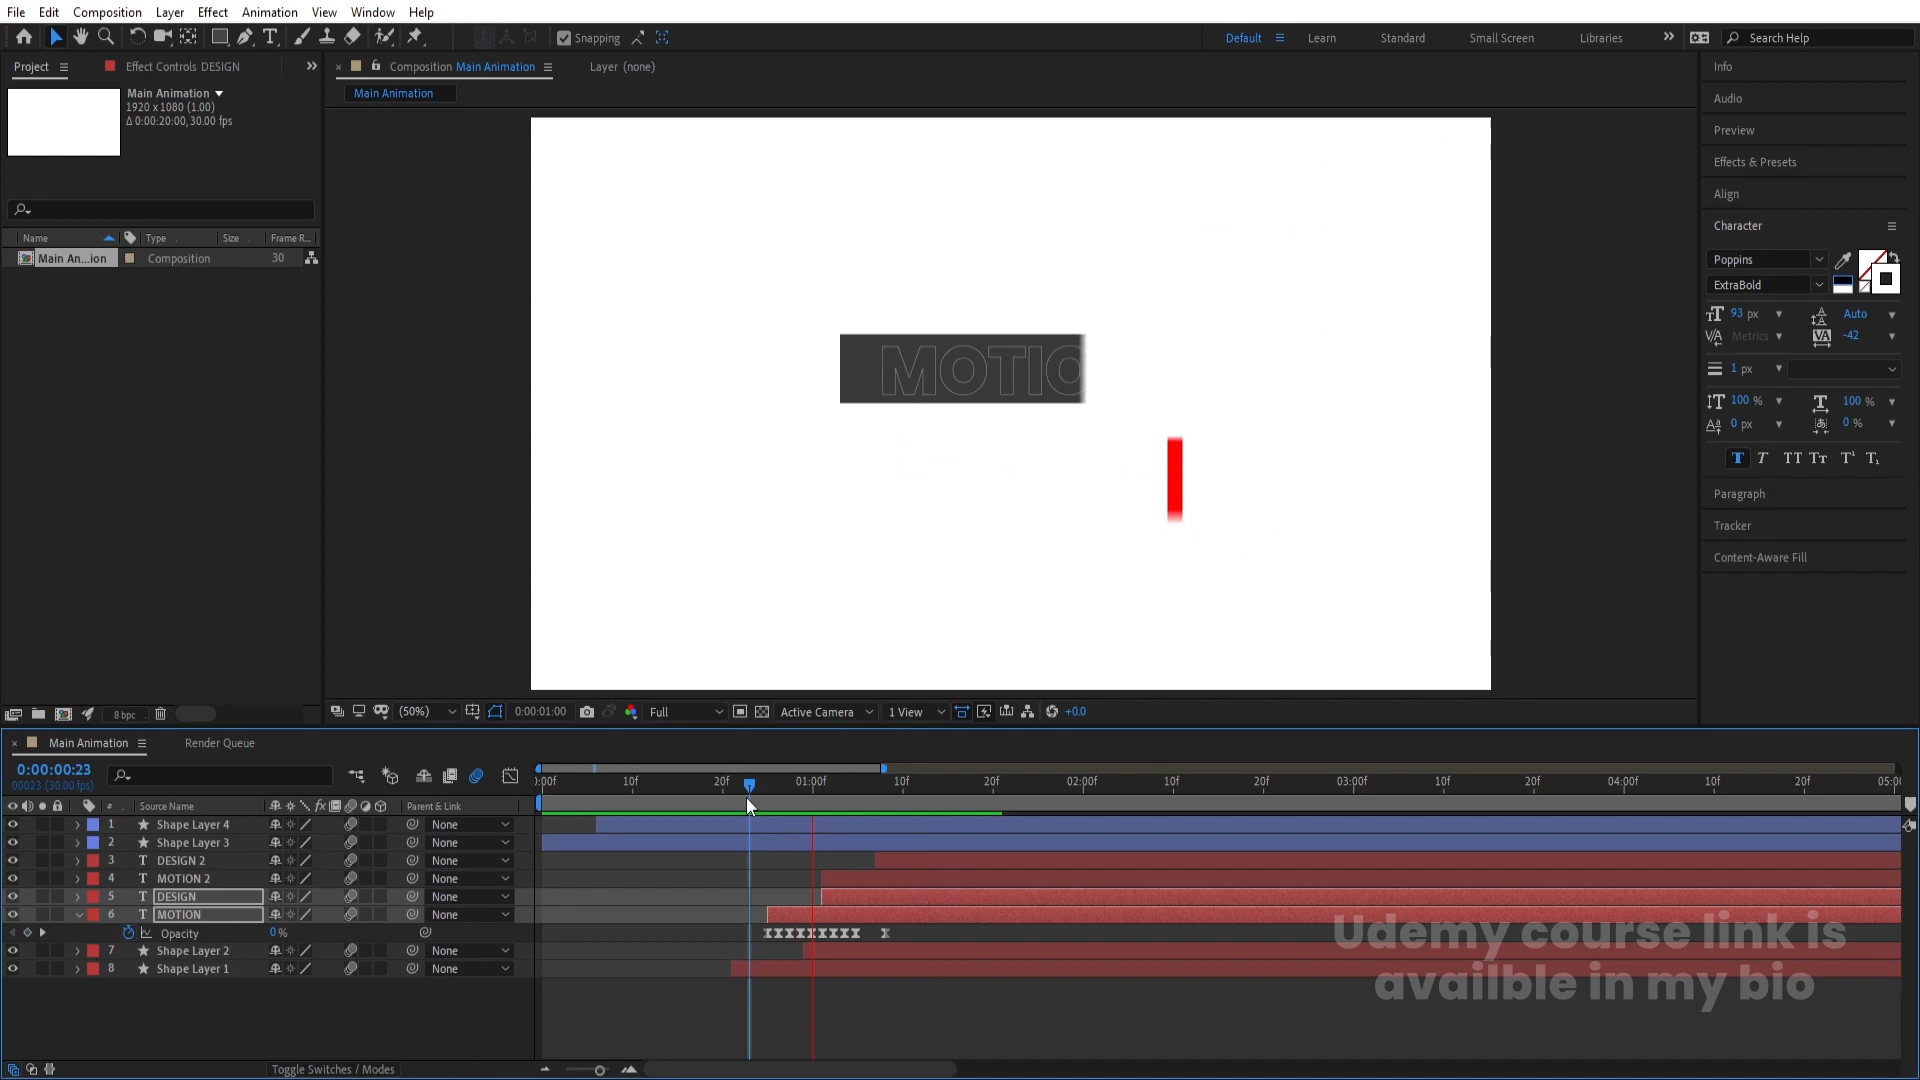 File Edit Composition Layer Effect Animation View Window Help
Snapping Default Learn Standard Small Screen Libraries Search Help
Project Effect Controls DESIGN Composition Main Animation Layer (none) Info
Main Animation
1920 x 1080 (1.00)
Δ 0:00:20:00, 30.00 fps
Main Animation
Audio
Preview
Effects & Presets
Align
Character
Name Type Size Frame R...
Main An...ion Composition 30
Poppins
ExtraBold
93 px Auto
Metrics -42
1 px
100 % 100 %
0 px 0 %
T T TT Tt T¹ T₁
Paragraph
Tracker
Content-Aware Fill
MOTIO
8 bpc (50%) 0:00:01:00 Full Active Camera 1 View +0.0
Main Animation Render Queue
0:00:00:23
00023 (30.00 fps)
):00f 10f 20f 01:00f 10f 20f 02:00f 10f 20f 03:00f 10f 20f 04:00f 10f 20f 05:0
# Source Name fx Parent & Link
1 Shape Layer 4 None
2 Shape Layer 3 None
3 T DESIGN 2 None
4 T MOTION 2 None
5 T DESIGN None
6 T MOTION None
Opacity 0 %
7 Shape Layer 2 None
8 Shape Layer 1 None
Udemy course link is
availble in my bio
Toggle Switches / Modes